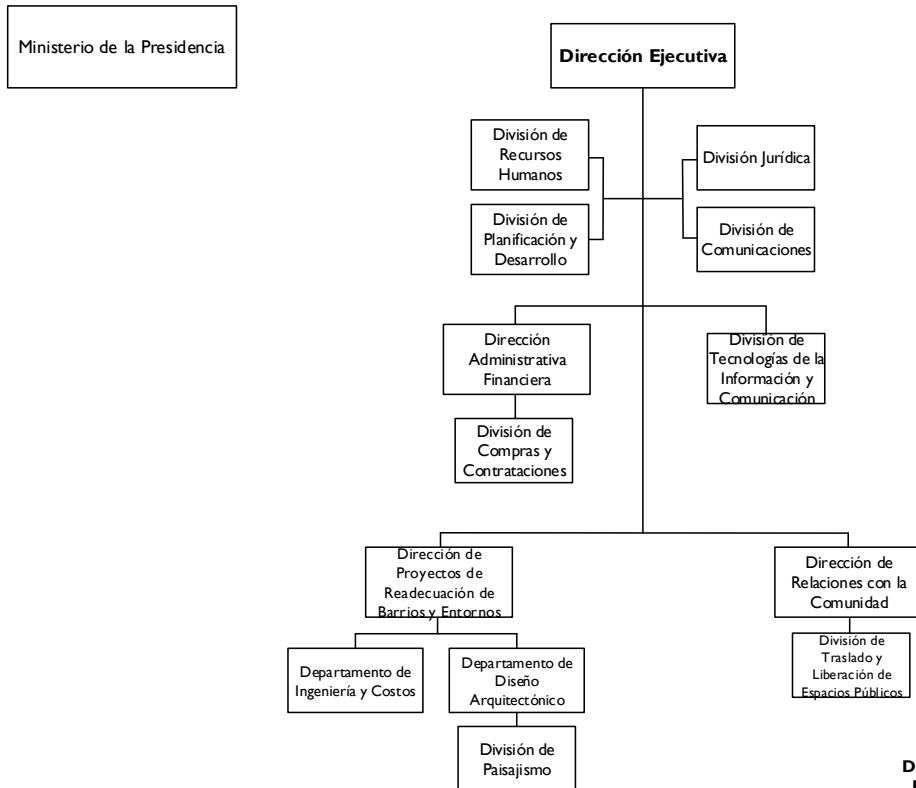 Ministerio de la Presidencia
Dirección Ejecutiva
División de
Recursos
Humanos
División Jurídica
División de
Planificación y
Desarrollo
División de
Comunicaciones
Dirección
Administrativa
Financiera
División de
Tecnologías de la
Información y
Comunicación
División de
Compras y
Contrataciones
Dirección de
Proyectos de
Readecuación de
Barrios y Entornos
Dirección de
Relaciones con la
Comunidad
Departamento de
Ingeniería y Costos
Departamento de
Diseño
Arquitectónico
División de
Traslado y
Liberación de
Espacios Públicos
División de
Paisajismo